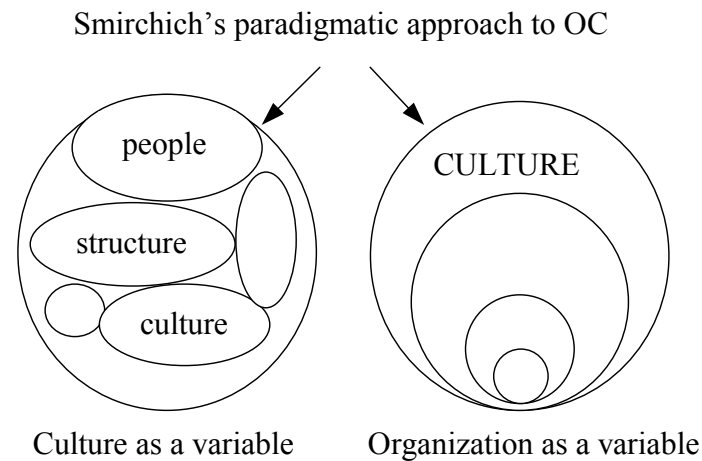 Smirchich’s paradigmatic approach to OC
people
CULTURE
structure
culture
Culture as a variable
Organization as a variable